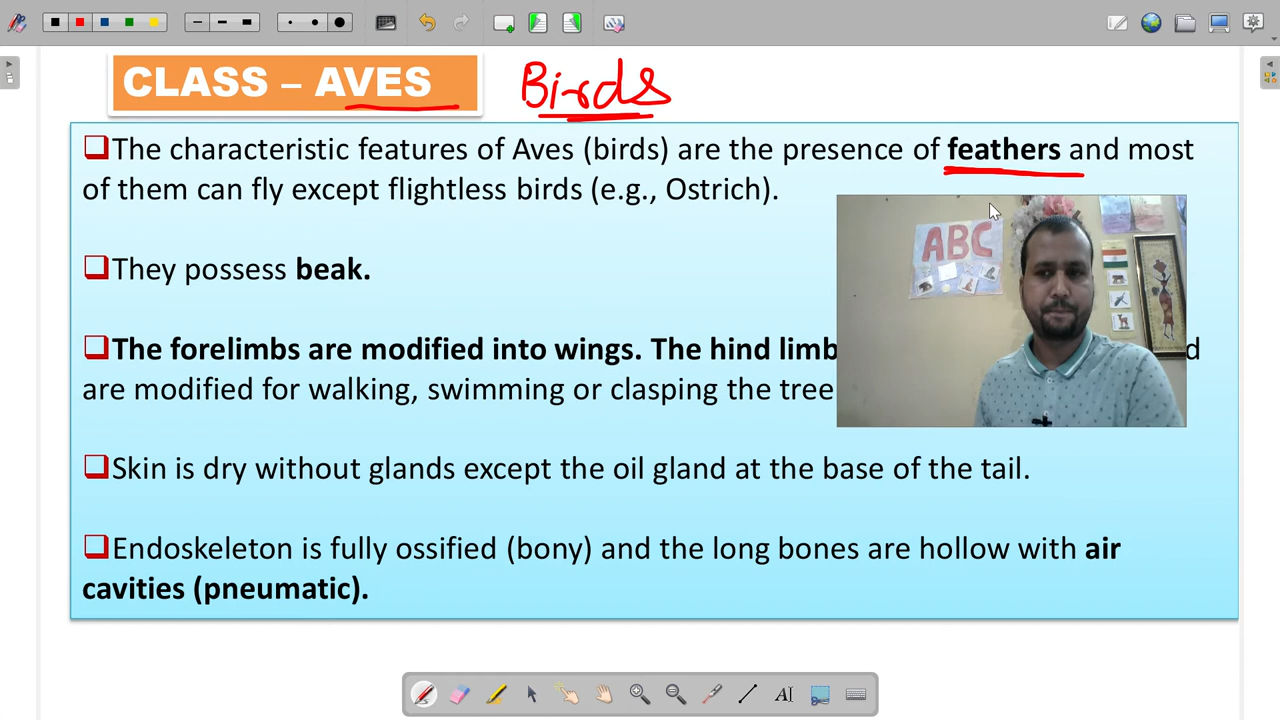 CLASS – AVES
Birds
The characteristic features of Aves (birds) are the presence of feathers and most
of them can fly except flightless birds (e.g., Ostrich).
They possess beak.
ABC
The forelimbs are modified into wings. The hind limb
are modified for walking, swimming or clasping the tree
Skin is dry without glands except the oil gland at the base of the tail.
Endoskeleton is fully ossified (bony) and the long bones are hollow with air
cavities (pneumatic).
AI